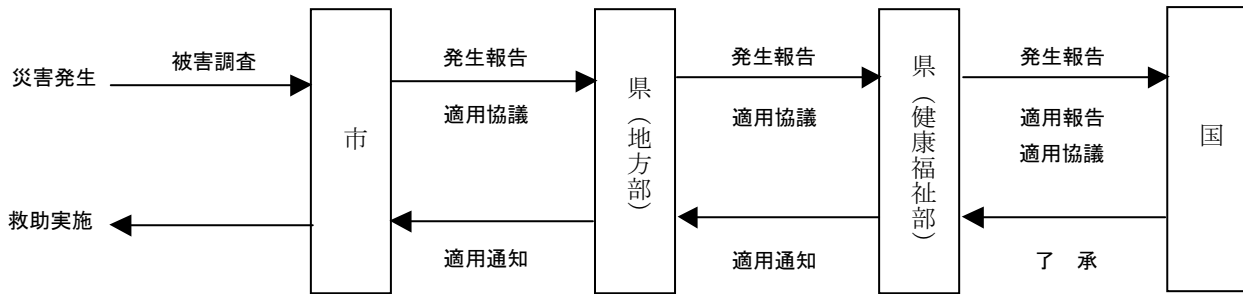 災害発生
被害調査
市
発生報告
適用協議
県（地方部）
発生報告
適用協議
県（健康福祉部）
発生報告
適用報告
適用協議
国
救助実施
適用通知
適用通知
了　承